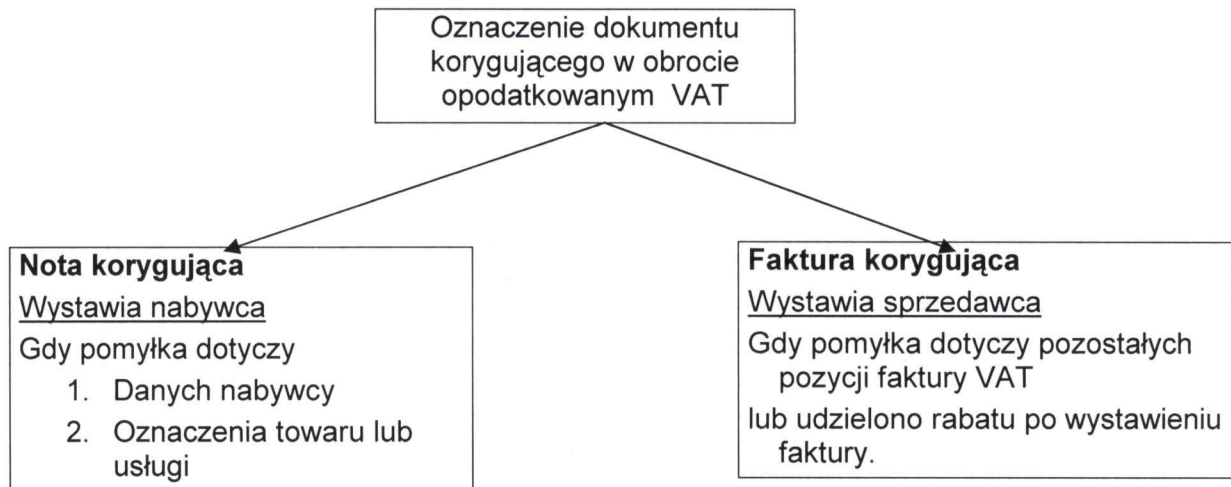 Oznaczenie dokumentu
korygującego w obrocie
opodatkowanym VAT
Nota korygująca
Wystawia nabywca
Gdy pomyłka dotyczy
1. Danych nabywcy
2. Oznaczenia towaru lub
usługi
Faktura korygująca
Wystawia sprzedawca
Gdy pomyłka dotyczy pozostałych
pozycji faktury VAT
lub udzielono rabatu po wystawieniu
faktury.